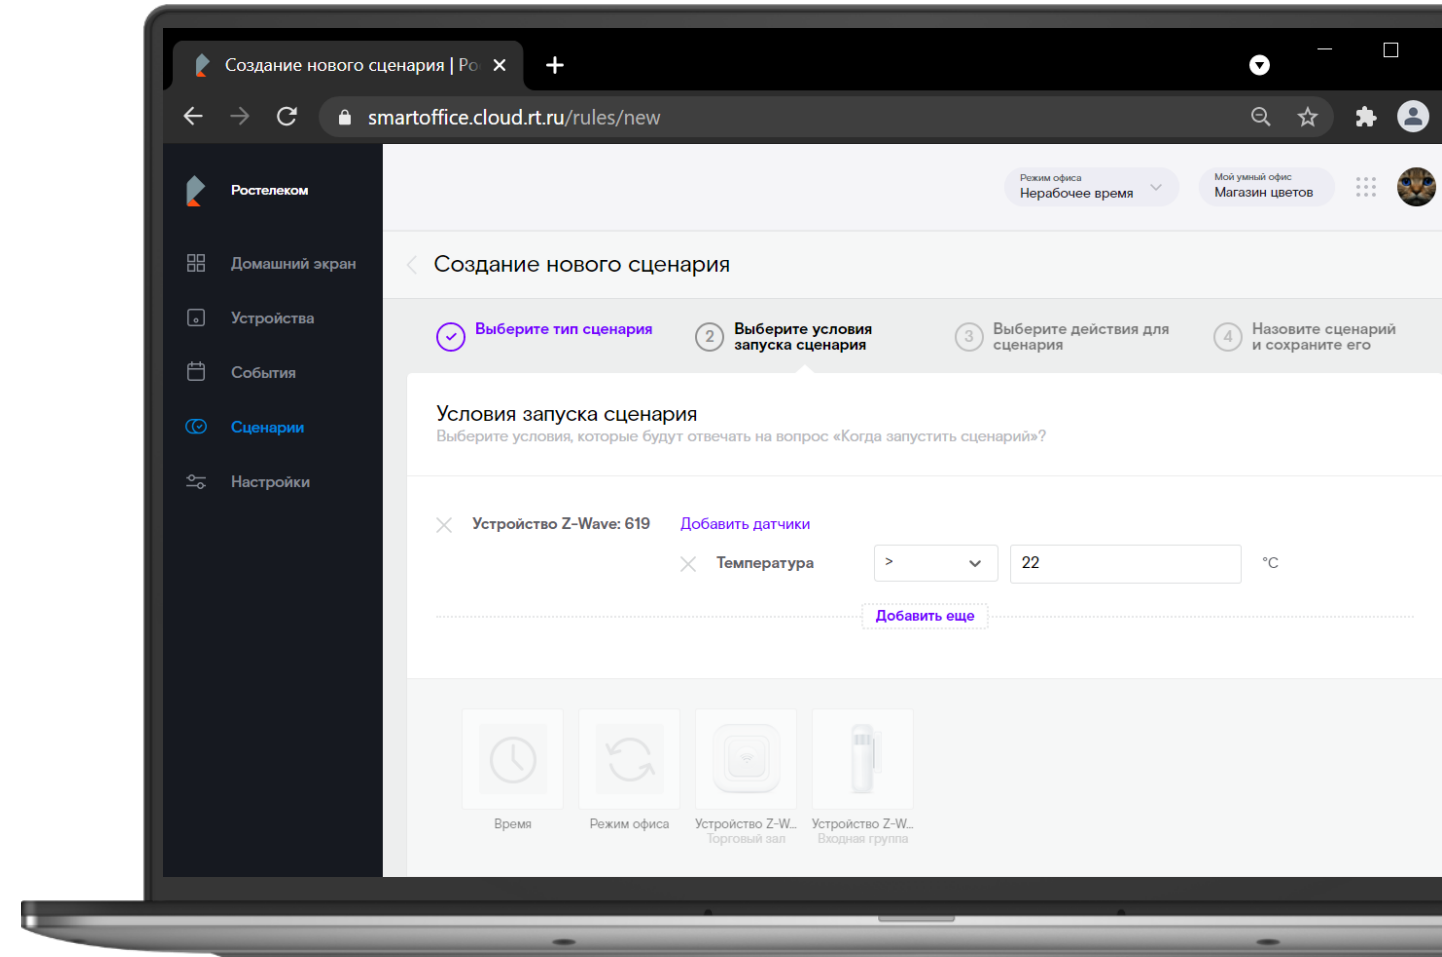 Создание нового сценария | Ро
smartoffice.cloud.rt.ru/rules/new
Ростелеком
Режим офиса
Нерабочее время
Мой умный офис
Магазин цветов
Домашний экран
Устройства
События
Сценарии
Настройки
Создание нового сценария
Выберите тип сценария
2
Выберите условия
запуска сценария
3
Выберите действия для
сценария
4
Назовите сценарий
и сохраните его
Условия запуска сценария
Выберите условия, которые будут отвечать на вопрос «Когда запустить сценарий»?
Устройство Z-Wave: 619
Добавить датчики
Температура
>
22
°C
Добавить еще
Время
Режим офиса
Устройство Z-W...
Торговый зал
Устройство Z-W...
Входная группа